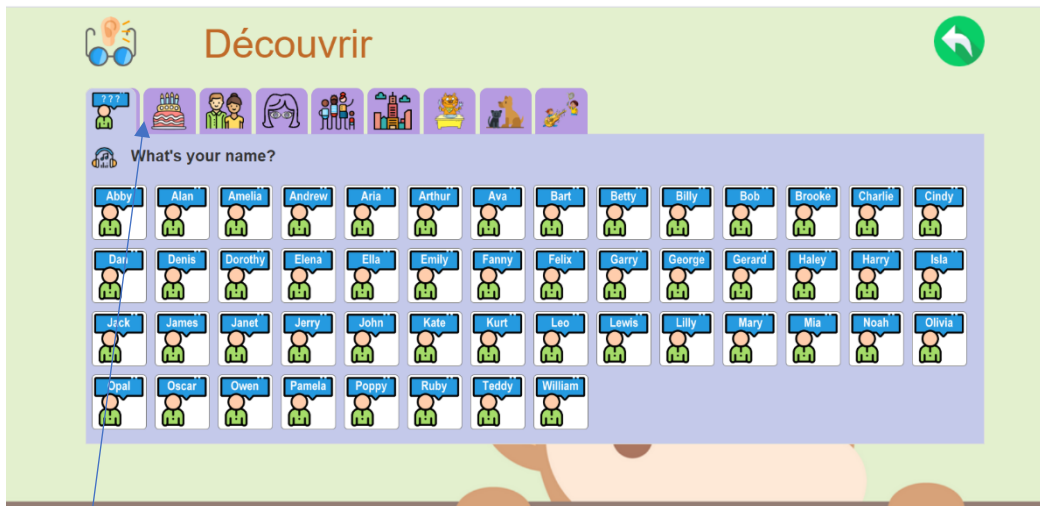 Découvrir
???
What's your name?
Abby Alan Amelia Andrew Aria Arthur Ava Bart Betty Billy Bob Brooke Charlie Cindy
Dan Denis Dorothy Elena Ella Emily Fanny Felix Garry George Gerard Haley Harry Isla
Jack James Janet Jerry John Kate Kurt Leo Lewis Lilly Mary Mia Noah Olivia
Opal Oscar Owen Pamela Poppy Ruby Teddy William